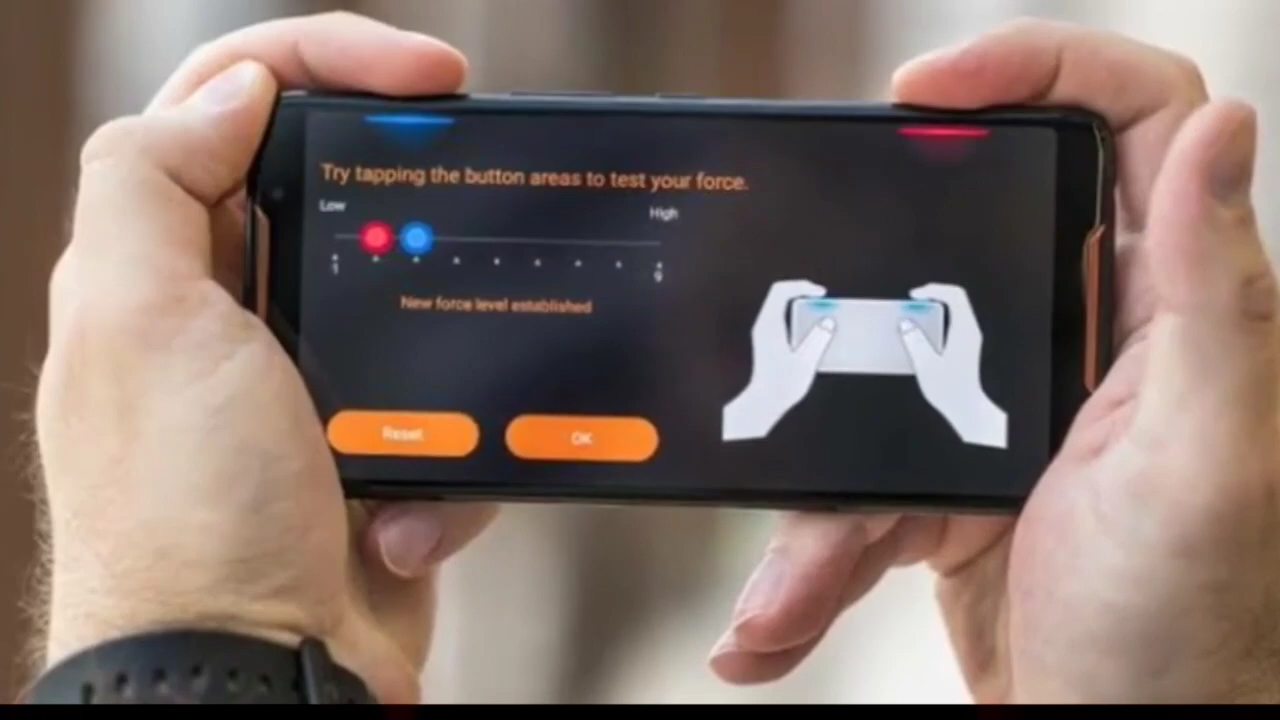 Try tapping the button areas to test your force.
Low High
1 9
New force level established
Reset OK